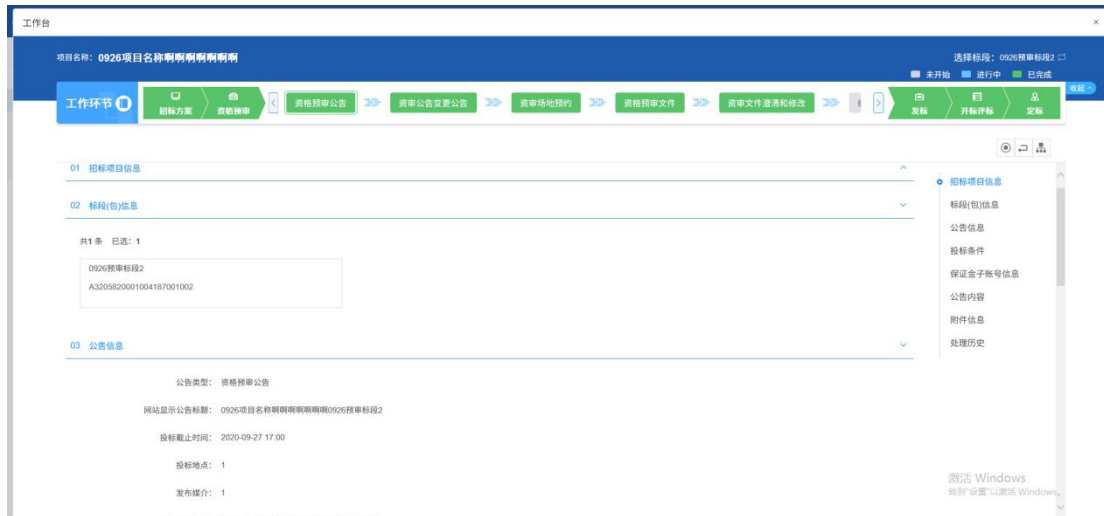 工作台
×
项目名称: 0926项目名称啊啊啊啊啊啊啊
选择标段: 0926预审标段2
未开始 进行中 已完成
工作环节 招标方案 资格预审 < 资格预审公告 资审公告变更公告 资审场地预约 资格预审文件 资审文件澄清和修改 > 发标 开标评标 定标
收起
01 招标项目信息
02 标段(包)信息
共1 条 已选: 1
0926预审标段2
A3205820001004187001002
03 公告信息
公告类型: 资格预审公告
网站显示公告标题: 0926项目名称啊啊啊啊啊啊啊0926预审标段2
投标截止时间: 2020-09-27 17:00
投标地点: 1
发布媒介: 1
招标项目信息
标段(包)信息
公告信息
投标条件
保证金子账号信息
公告内容
附件信息
处理历史
激活 Windows
转到"设置"以激活 Windows。